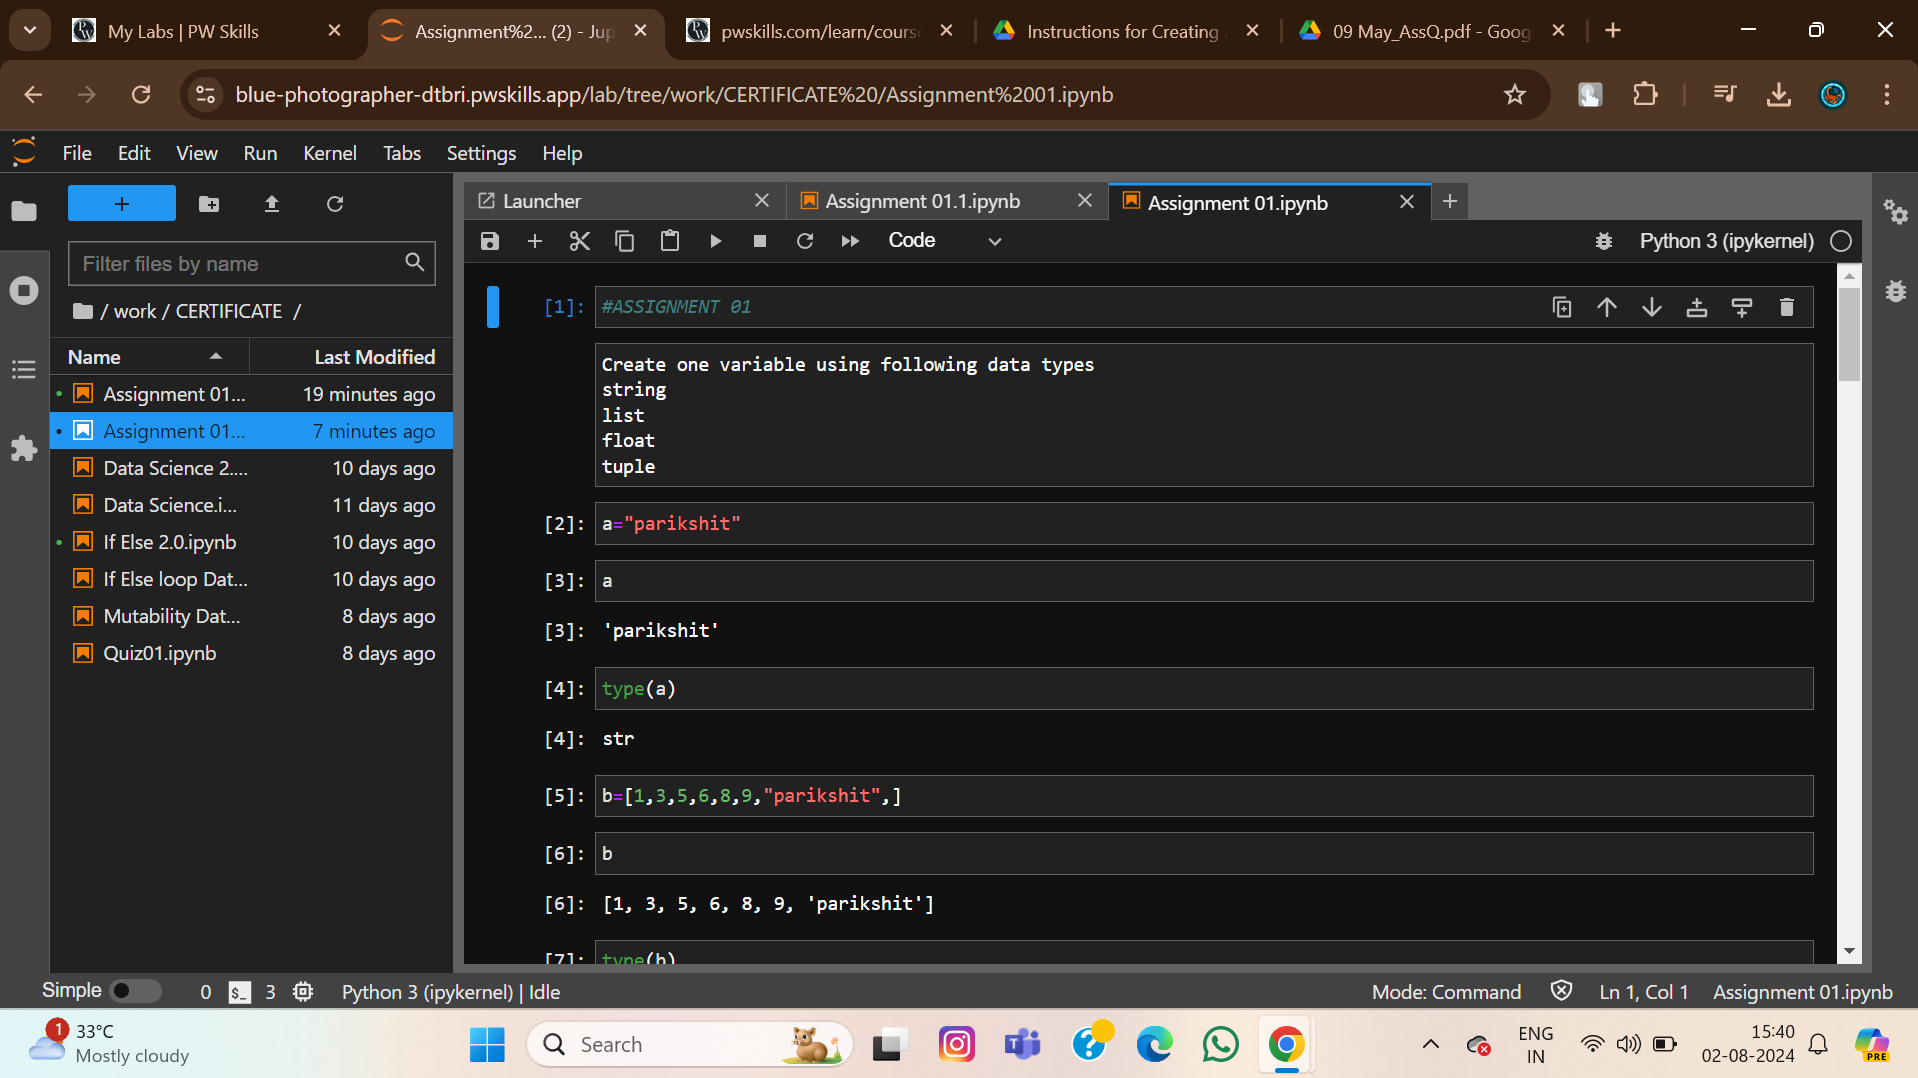 My Labs | PW Skills
Assignment%2... (2) - Jup
pwskills.com/learn/cours
Instructions for Creating
09 May_AssQ.pdf - Goog
blue-photographer-dtbri.pwskills.app/lab/tree/work/CERTIFICATE%20/Assignment%2001.ipynb
File Edit View Run Kernel Tabs Settings Help
Launcher
Assignment 01.1.ipynb
Assignment 01.ipynb
Code
Python 3 (ipykernel)
Filter files by name
/ work / CERTIFICATE /
Name Last Modified
Assignment 01... 19 minutes ago
Assignment 01... 7 minutes ago
Data Science 2.... 10 days ago
Data Science.i... 11 days ago
If Else 2.0.ipynb 10 days ago
If Else loop Dat... 10 days ago
Mutability Dat... 8 days ago
Quiz01.ipynb 8 days ago
[1]: #ASSIGNMENT 01
Create one variable using following data types
string
list
float
tuple
[2]: a="parikshit"
[3]: a
[3]: 'parikshit'
[4]: type(a)
[4]: str
[5]: b=[1,3,5,6,8,9,"parikshit",]
[6]: b
[6]: [1, 3, 5, 6, 8, 9, 'parikshit']
[7]: type(b)
Simple 0 $_ 3 Python 3 (ipykernel) | Idle
Mode: Command Ln 1, Col 1 Assignment 01.ipynb
1 33°C
Mostly cloudy
Search
ENG
IN
15:40
02-08-2024
PRE